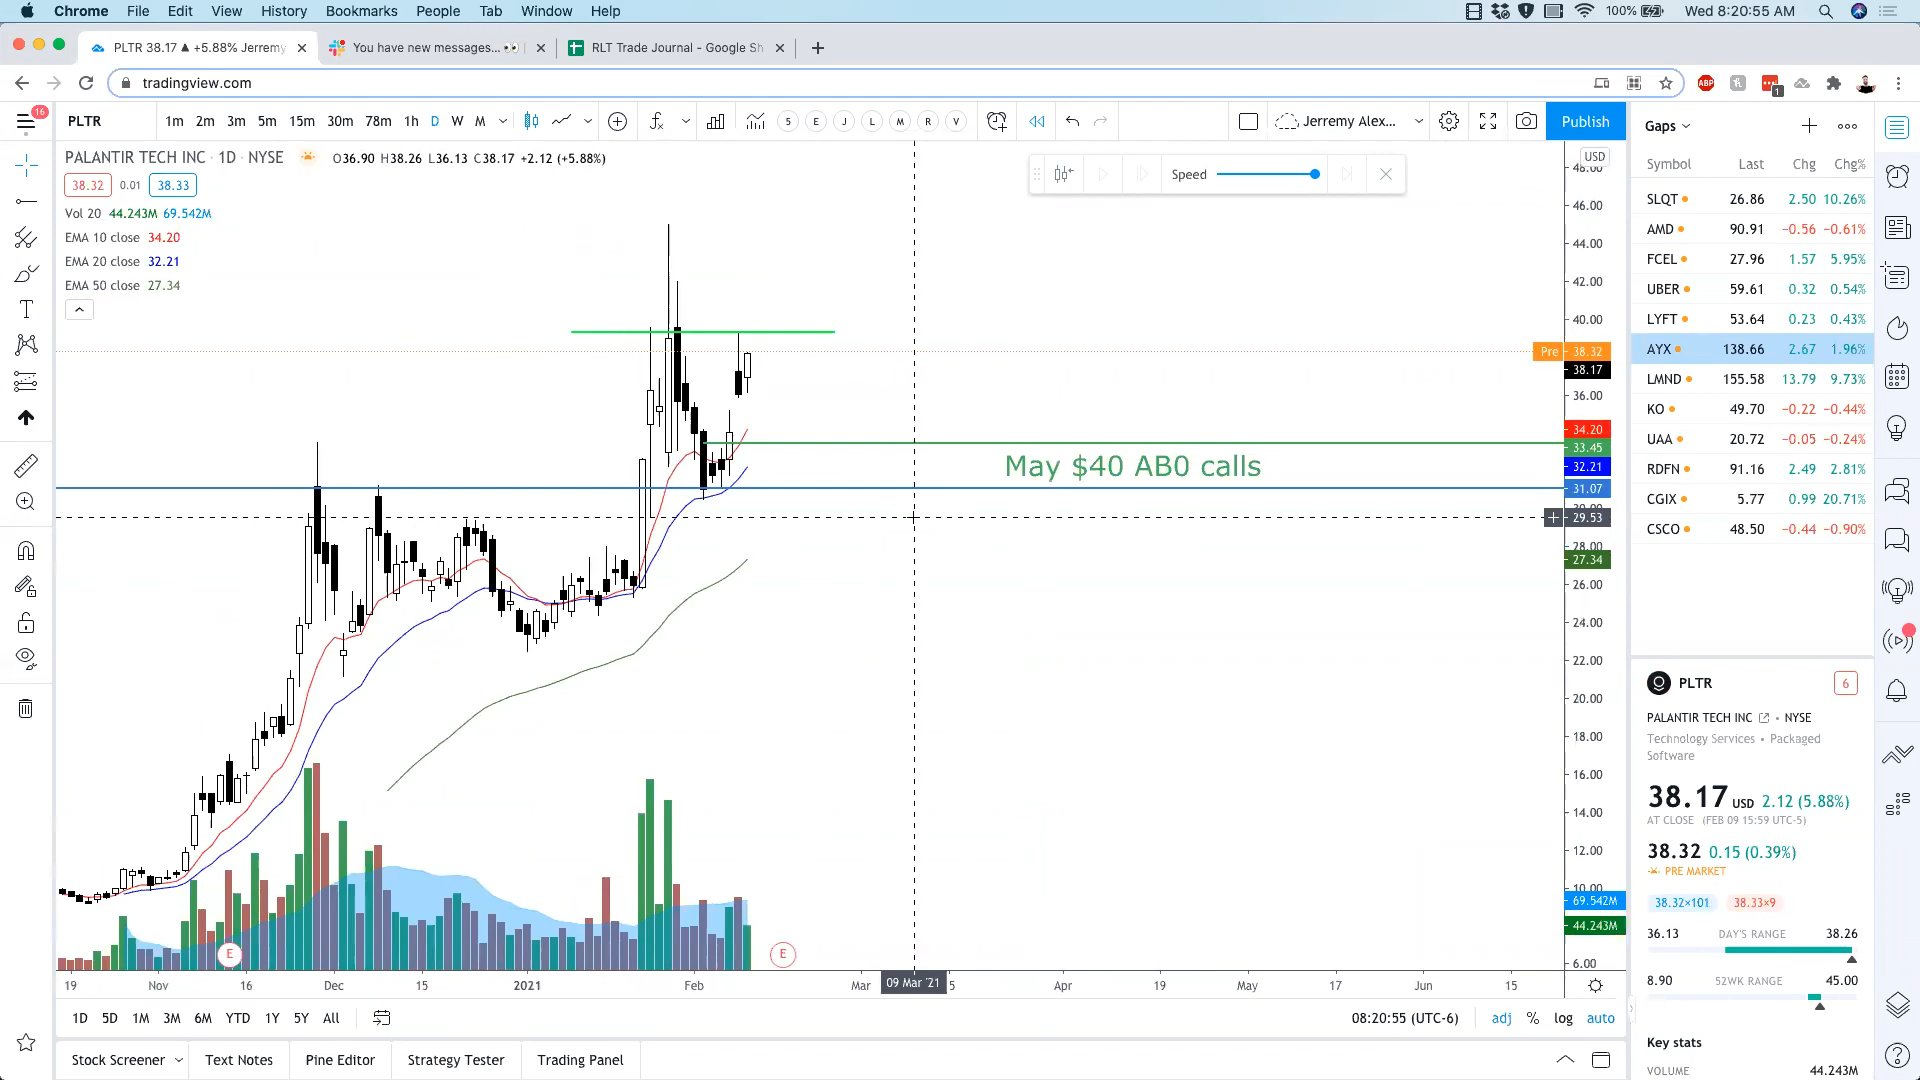 Chrome File Edit View History Bookmarks People Tab Window Help 100% Wed 8:20:55 AM
PLTR 38.17 ▲ +5.88% Jerremy You have new messages... RLT Trade Journal - Google Sh
tradingview.com ABP 1
16 PLTR 1m 2m 3m 5m 15m 30m 78m 1h D W M S E J L M R V Jerremy Alex... Publish
PALANTIR TECH INC · 1D · NYSE O36.90 H38.26 L36.13 C38.17 +2.12 (+5.88%)
38.32 0.01 38.33
Vol 20 44.243M 69.542M
EMA 10 close 34.20
EMA 20 close 32.21
EMA 50 close 27.34
Speed
USD
48.00
46.00
44.00
42.00
40.00
Pre 38.32
38.17
36.00
34.20
33.45
32.21
31.07
29.53
28.00
27.34
26.00
24.00
22.00
20.00
18.00
16.00
14.00
12.00
10.00
69.542M
44.243M
6.00
May $40 AB0 calls
E E
19 Nov 16 Dec 15 2021 Feb Mar 09 Mar '21 5 Apr 19 May 17 Jun 15
1D 5D 1M 3M 6M YTD 1Y 5Y All 08:20:55 (UTC-6) adj % log auto
Stock Screener Text Notes Pine Editor Strategy Tester Trading Panel
Gaps
Symbol Last Chg Chg%
SLQT 26.86 2.50 10.26%
AMD 90.91 −0.56 −0.61%
FCEL 27.96 1.57 5.95%
UBER 59.61 0.32 0.54%
LYFT 53.64 0.23 0.43%
AYX 138.66 2.67 1.96%
LMND 155.58 13.79 9.73%
KO 49.70 −0.22 −0.44%
UAA 20.72 −0.05 −0.24%
RDFN 91.16 2.49 2.81%
CGIX 5.77 0.99 20.71%
CSCO 48.50 −0.44 −0.90%
PLTR 6
PALANTIR TECH INC • NYSE
Technology Services • Packaged
Software
38.17 USD 2.12 (5.88%)
AT CLOSE (FEB 09 15:59 UTC-5)
38.32 0.15 (0.39%)
PRE MARKET
38.32×101 38.33×9
36.13 DAY'S RANGE 38.26
8.90 52WK RANGE 45.00
Key stats
VOLUME 44.243M